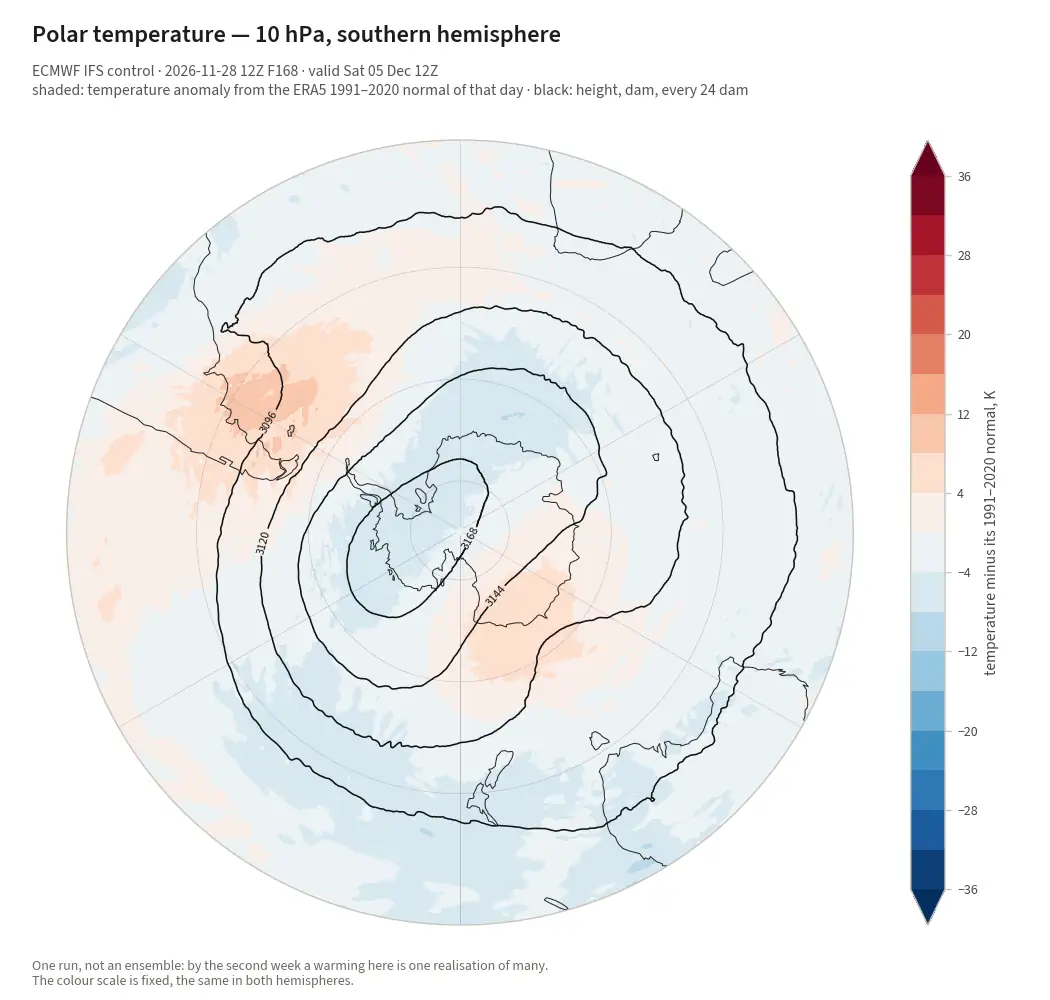 Polar temperature — 10 hPa, southern hemisphere
ECMWF IFS control · 2026-11-28 12Z F168 · valid Sat 05 Dec 12Z
shaded: temperature anomaly from the ERA5 1991–2020 normal of that day · black: height, dam, every 24 dam
36
28
20
12
4
−4
−12
−20
−28
−36
temperature minus its 1991–2020 normal, K
3096
3120
3168
3144
One run, not an ensemble: by the second week a warming here is one realisation of many.
The colour scale is fixed, the same in both hemispheres.